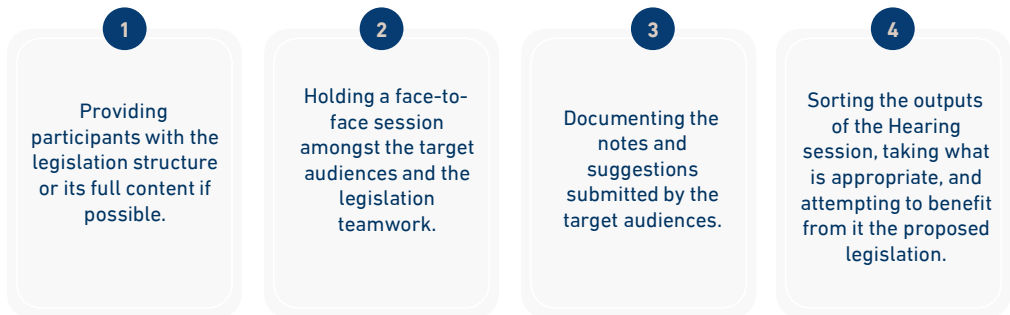 1
Providing
participants with the
legislation structure
or its full content if
possible.
2
Holding a face-to-
face session
amongst the target
audiences and the
legislation
teamwork.
3
Documenting the
notes and
suggestions
submitted by the
target audiences.
4
Sorting the outputs
of the Hearing
session, taking what
is appropriate, and
attempting to benefit
from it the proposed
legislation.